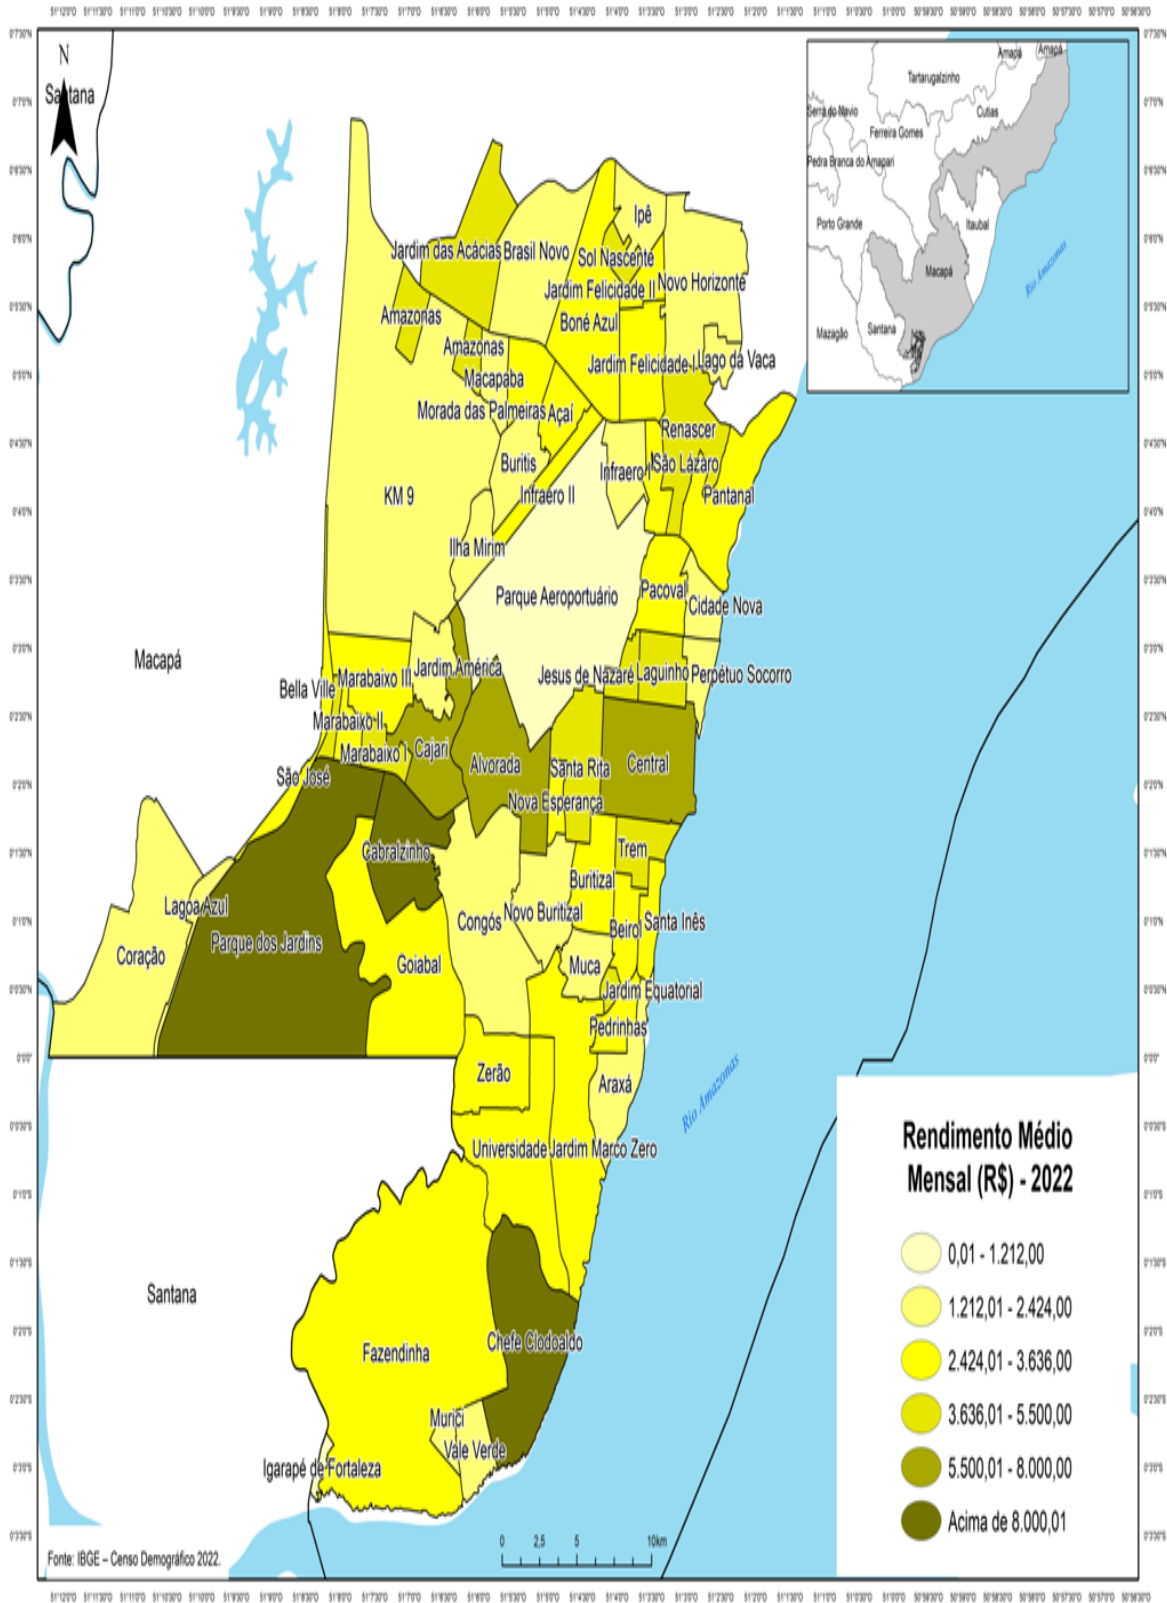 N
Santana
Ipê
Jardim das Acácias
Brasil Novo
Sol Nascente
Novo Horizonte
Jardim Felicidade II
Amazonas
Boné Azul
Amazonas
Jardim Felicidade I
Lago da Vaca
Macapaba
Morada das Palmeiras
Açaí
Renascer
Buritis
Infraero I
São Lázaro
KM 9
Infraero II
Pantanal
Ilha Mirim
Parque Aeroportuário
Pacoval
Cidade Nova
Macapá
Jardim América
Marabaixo III
Jesus de Nazaré
Laguinho
Perpétuo Socorro
Bella Ville
Marabaixo II
Marabaixo I
Cajari
Alvorada
Santa Rita
Central
São José
Nova Esperança
Cabralzinho
Trem
Buritizal
Lagoa Azul
Congós
Novo Buritizal
Beirol
Santa Inês
Parque dos Jardins
Coração
Goiabal
Muca
Jardim Equatorial
Pedrinhas
Zerão
Araxá
Rio Amazonas
Universidade
Jardim Marco Zero
Santana
Fazendinha
Chefe Clodoaldo
Murici
Vale Verde
Igarapé de Fortaleza
Fonte: IBGE – Censo Demográfico 2022.
0 2,5 5 10km
Amapá
Amapá
Tartarugalzinho
Serra do Navio
Cutias
Ferreira Gomes
Pedra Branca do Amapari
Porto Grande
Itaubal
Macapá
Rio Amazonas
Santana
Mazagão
Rendimento Médio
Mensal (R$) - 2022
0,01 - 1.212,00
1.212,01 - 2.424,00
2.424,01 - 3.636,00
3.636,01 - 5.500,00
5.500,01 - 8.000,00
Acima de 8.000,01